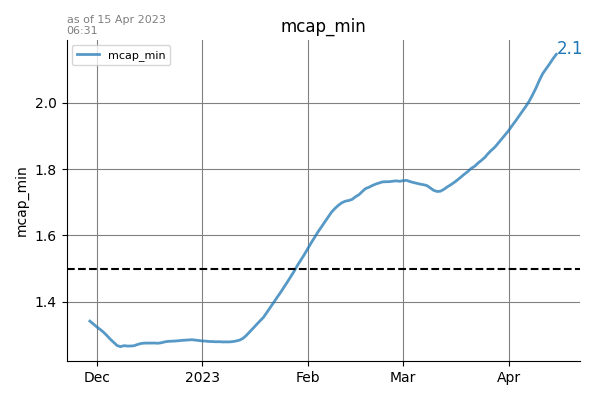 as of 15 Apr 2023
06:31
mcap_min
mcap_min
2.1
mcap_min
2.0
1.8
1.6
1.4
Dec 2023 Feb Mar Apr